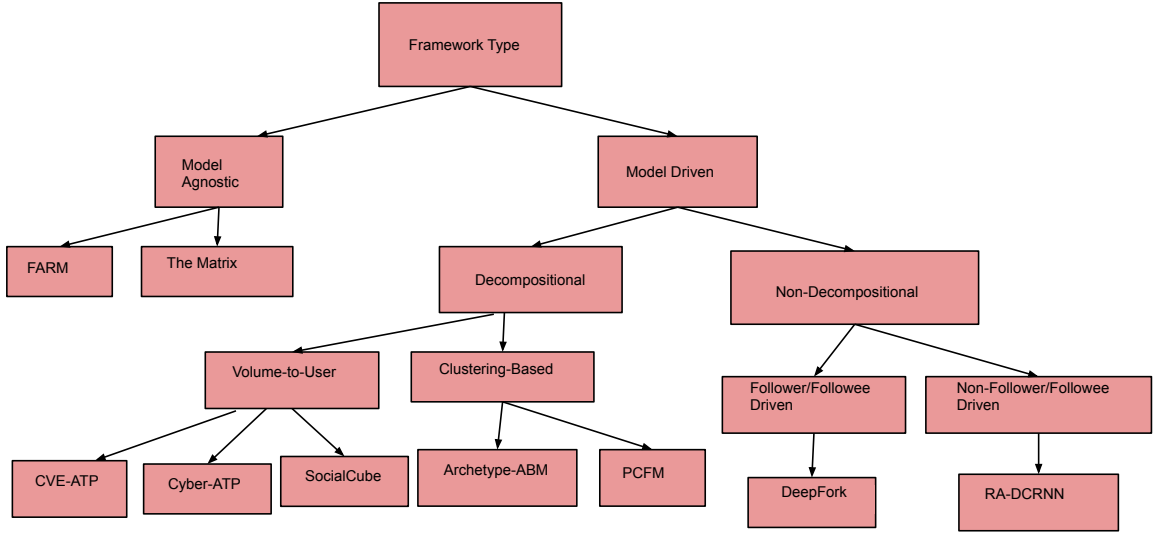 Framework Type
Model
Agnostic
Model Driven
FARM
The Matrix
Decompositional
Non-Decompositional
Volume-to-User
Clustering-Based
Follower/Followee
Driven
Non-Follower/Followee
Driven
CVE-ATP
Cyber-ATP
SocialCube
Archetype-ABM
PCFM
DeepFork
RA-DCRNN